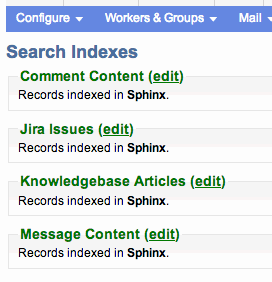 Configure Workers & Groups Mail
Search Indexes
Comment Content (edit)
Records indexed in Sphinx.
Jira Issues (edit)
Records indexed in Sphinx.
Knowledgebase Articles (edit)
Records indexed in Sphinx.
Message Content (edit)
Records indexed in Sphinx.